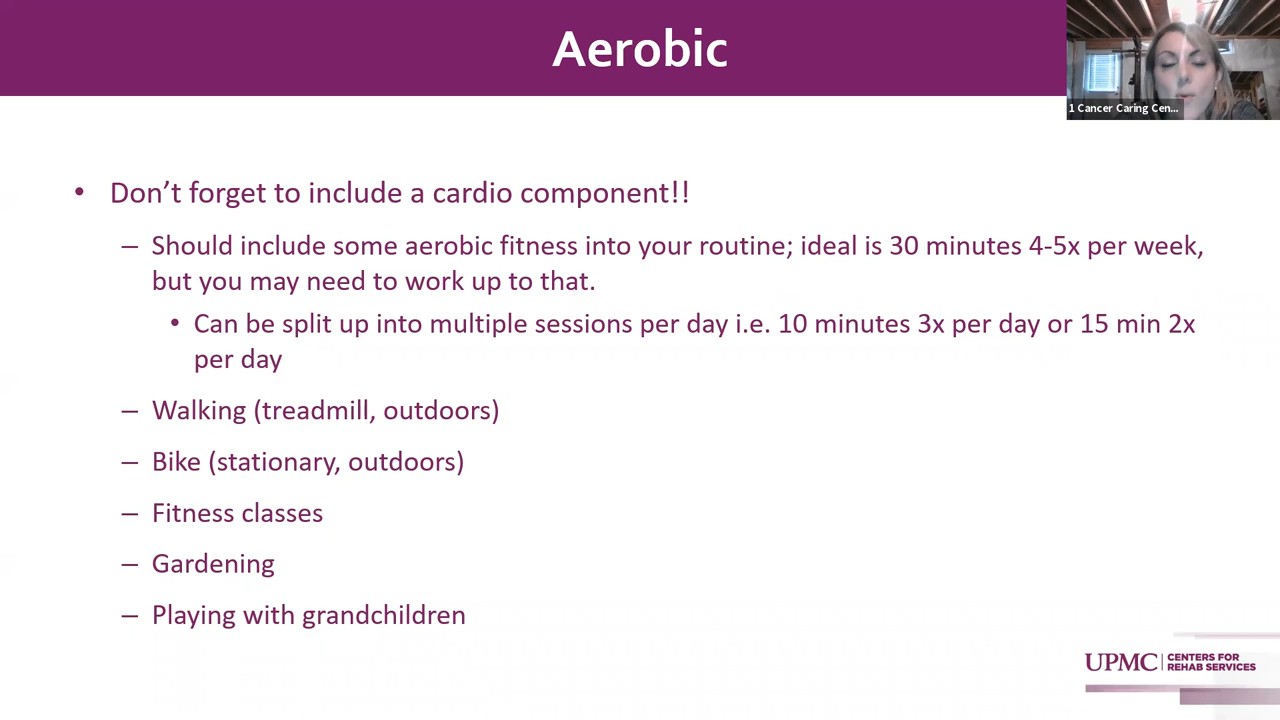 Aerobic
1 Cancer Caring Cen...
• Don't forget to include a cardio component!!
– Should include some aerobic fitness into your routine; ideal is 30 minutes 4-5x per week,
but you may need to work up to that.
• Can be split up into multiple sessions per day i.e. 10 minutes 3x per day or 15 min 2x
per day
– Walking (treadmill, outdoors)
– Bike (stationary, outdoors)
– Fitness classes
– Gardening
– Playing with grandchildren
UPMC | CENTERS FOR
REHAB SERVICES